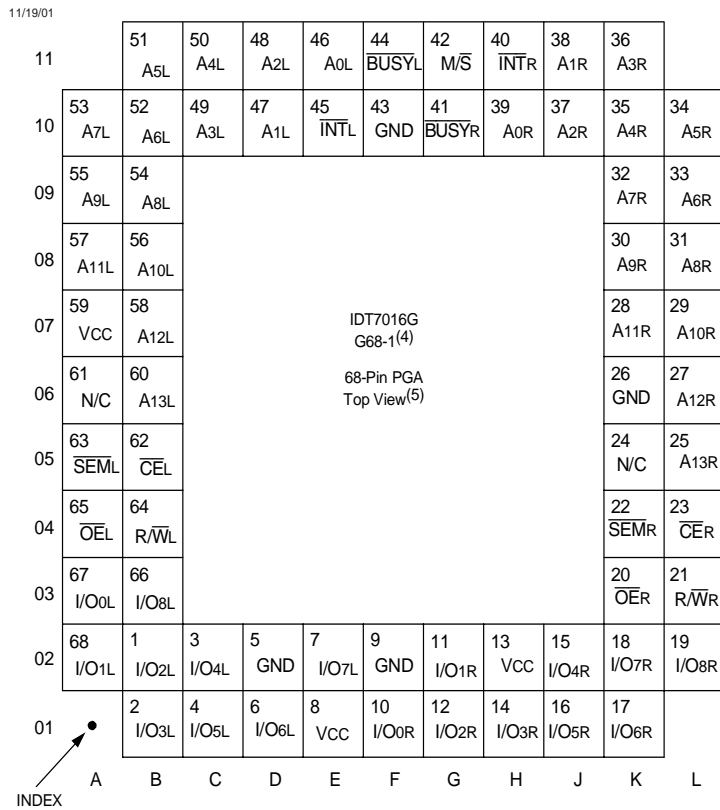 11/19/01
11 51 50 48 46 44 42 40 38 36
A5L A4L A2L A0L BUSYL M/S INTR A1R A3R
10 53 52 49 47 45 43 41 39 37 35 34
A7L A6L A3L A1L INTL GND BUSYR A0R A2R A4R A5R
09 55 54 32 33
A9L A8L A7R A6R
08 57 56 30 31
A11L A10L A9R A8R
07 59 58 28 29
VCC A12L A11R A10R
IDT7016G
G68-1(4)
68-Pin PGA
Top View(5)
06 61 60 26 27
N/C A13L GND A12R
05 63 62 24 25
SEML CEL N/C A13R
04 65 64 22 23
OEL R/WL SEMR CER
03 67 66 20 21
I/O0L I/O8L OER R/WR
02 68 1 3 5 7 9 11 13 15 18 19
I/O1L I/O2L I/O4L GND I/O7L GND I/O1R VCC I/O4R I/O7R I/O8R
01 2 4 6 8 10 12 14 16 17
I/O3L I/O5L I/O6L VCC I/O0R I/O2R I/O3R I/O5R I/O6R
A B C D E F G H J K L
INDEX